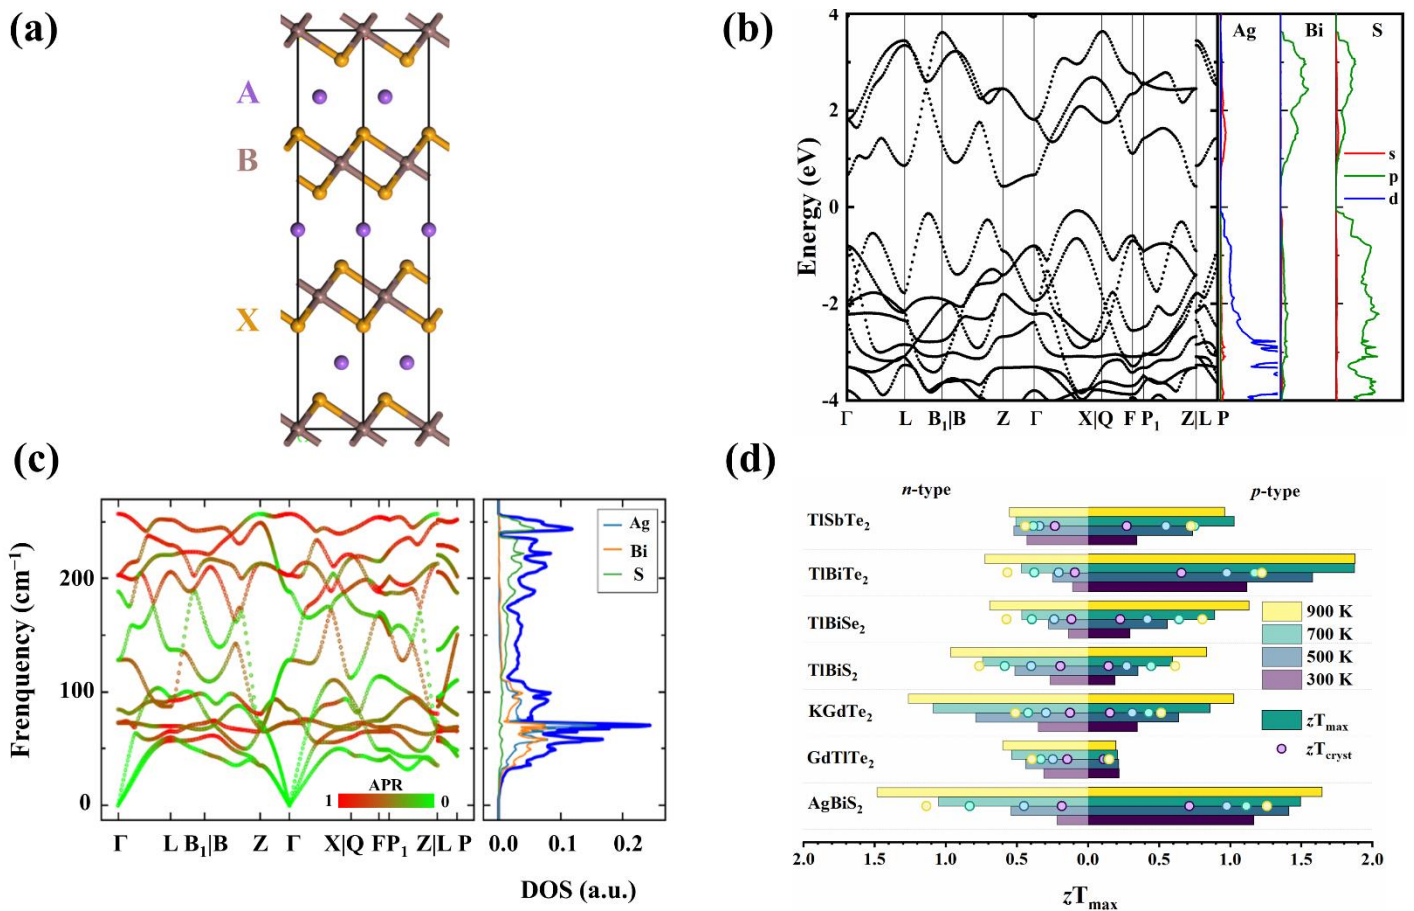 (a)
A
B
X
(b)
Energy (eV)
4
2
0
-2
-4
Γ L B₁|B Z Γ X|Q F P₁ Z|L P
Ag Bi S
s
p
d
(c)
Frenquency (cm⁻¹)
200
100
0
APR
1 0
Γ L B₁|B Z Γ X|Q F P₁ Z|L P
Ag
Bi
S
0.0 0.1 0.2
DOS (a.u.)
(d)
n-type p-type
TlSbTe₂
TlBiTe₂
TlBiSe₂
TlBiS₂
KGdTe₂
GdTlTe₂
AgBiS₂
900 K
700 K
500 K
300 K
zTmax
zTcryst
2.0 1.5 1.0 0.5 0.0 0.5 1.0 1.5 2.0
zTmax